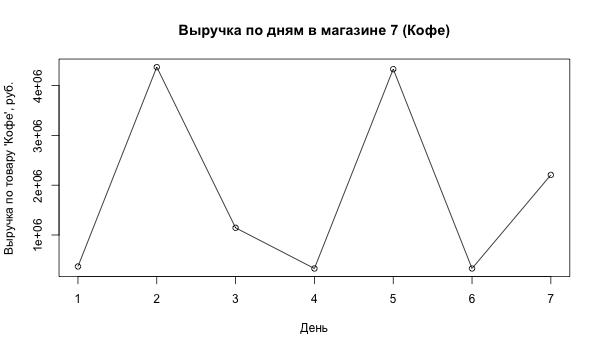 Выручка по дням в магазине 7 (Кофе)
Выручка по товару 'Кофе', руб.
4e+06
3e+06
2e+06
1e+06
1 2 3 4 5 6 7
День